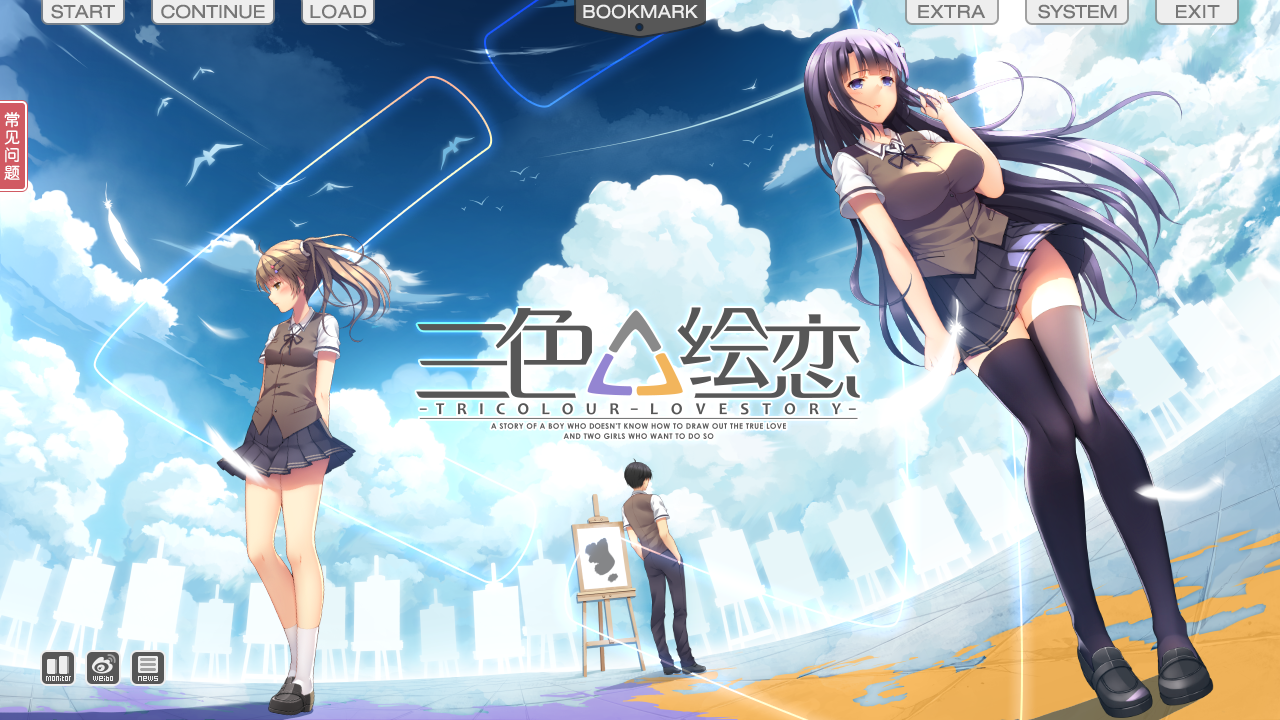 START
CONTINUE
LOAD
BOOKMARK
EXTRA
SYSTEM
EXIT
常见问题
三色绘恋
-TRICOLOUR-LOVESTORY-
A STORY OF A BOY WHO DOESN'T KNOW HOW TO DRAW OUT THE TRUE LOVE
AND TWO GIRLS WHO WANT TO DO SO
monitor
weibo
news